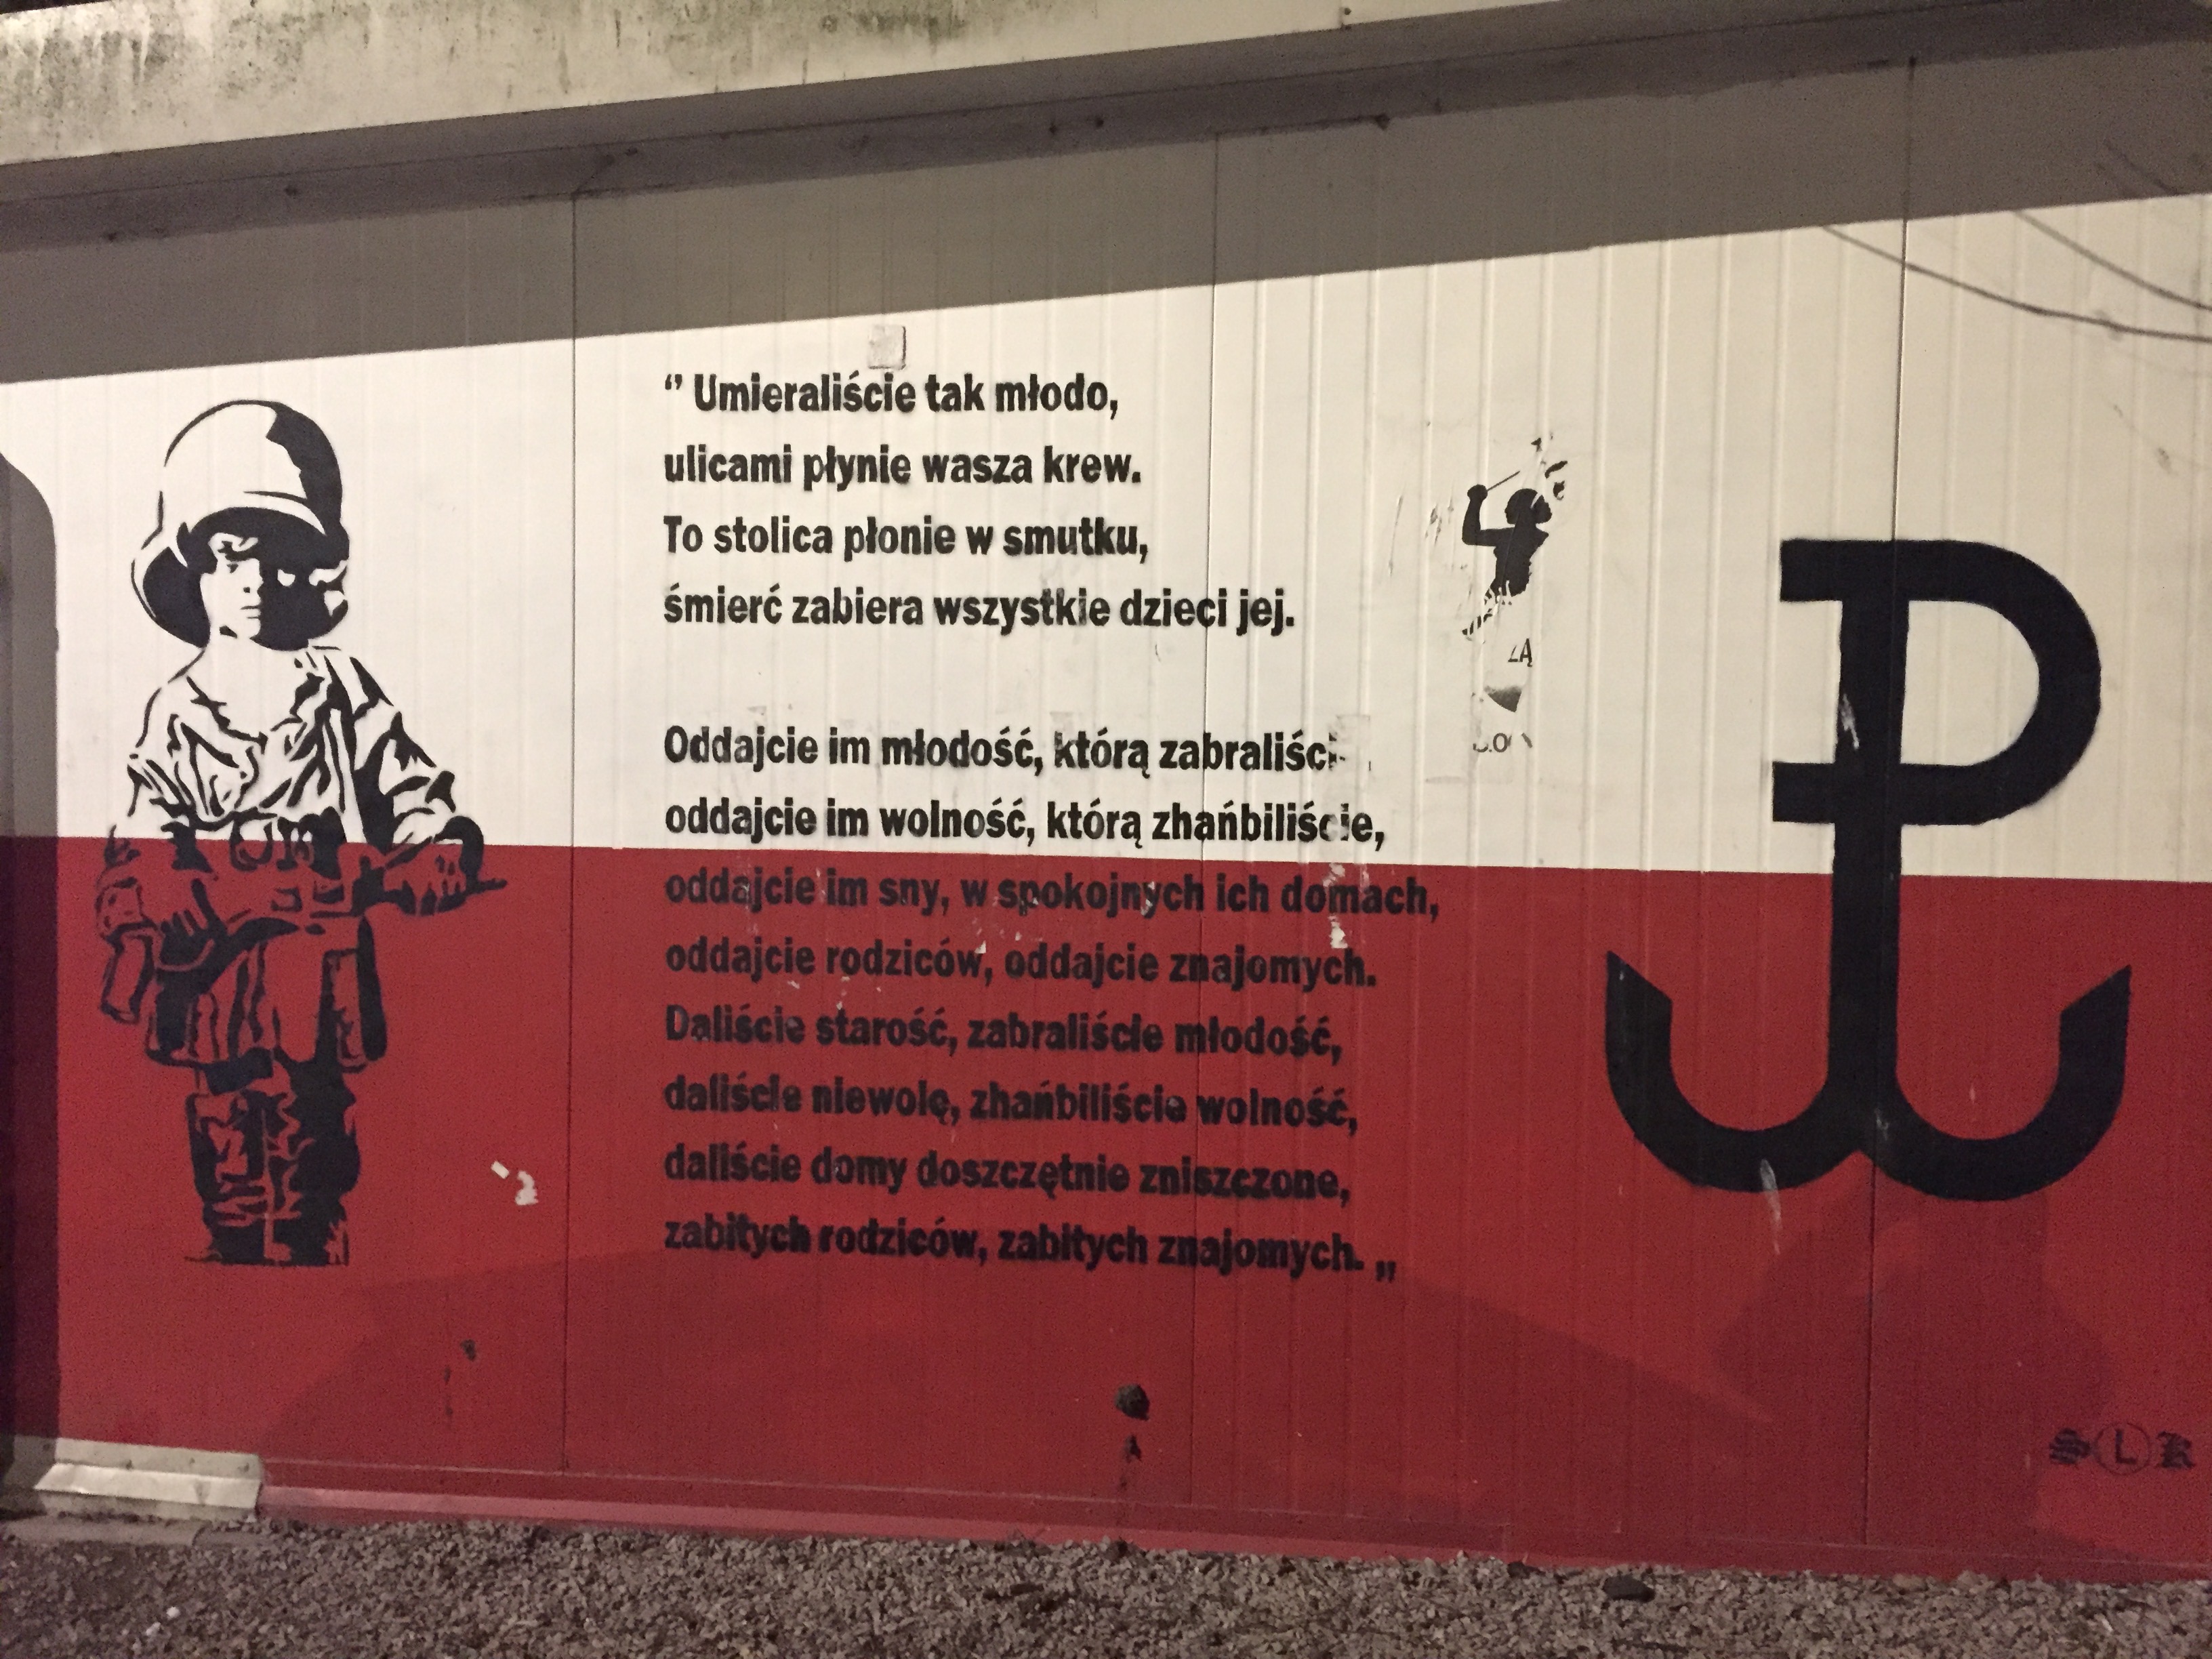 ‘’ Umieraliście tak młodo,
ulicami płynie wasza krew.
To stolica płonie w smutku,
śmierć zabiera wszystkie dzieci jej.
Oddajcie im młodość, którą zabraliści
oddajcie im wolność, którą zhańbiliście,
oddajcie im sny, w spokojnych ich domach,
oddajcie rodziców, oddajcie znajomych.
Daliście starość, zabraliście młodość,
daliście niewolę, zhańbiliście wolność,
daliście domy doszczętnie zniszczone,
zabitych rodziców, zabitych znajomych. „
PW